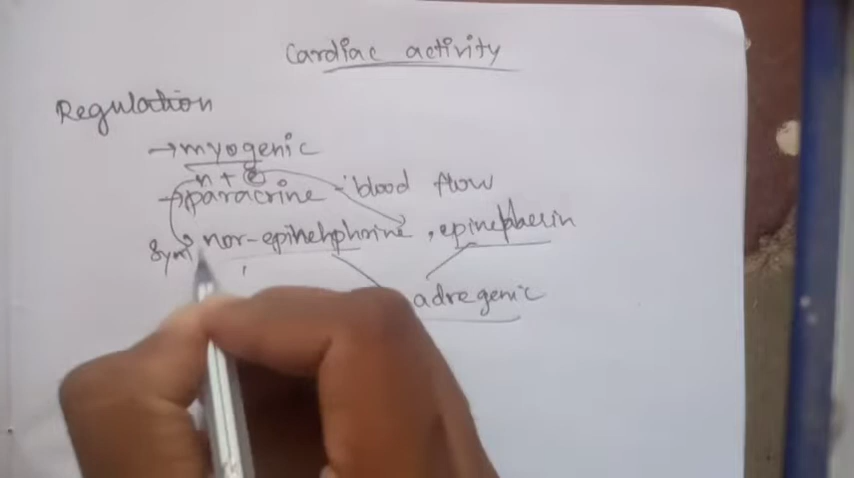 Cardiac activity
Regulation
→ myogenic
n + e
→ paracrine - blood flow
Sym nor-epinehphrine , epinepherin
adregenic